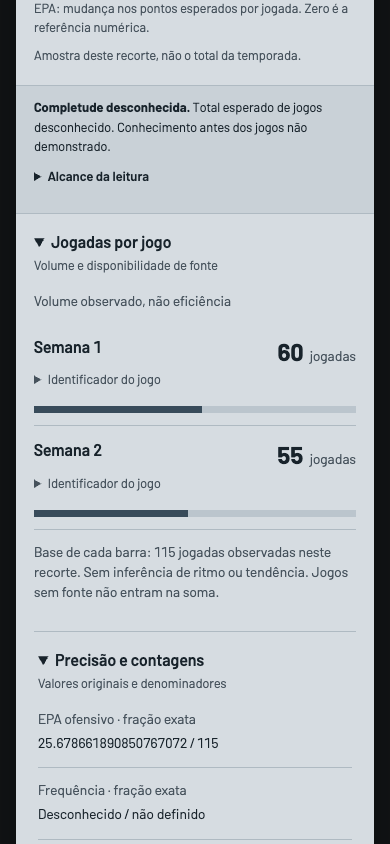 EPA: mudança nos pontos esperados por jogada. Zero é a
referência numérica.
Amostra deste recorte, não o total da temporada.
Completude desconhecida. Total esperado de jogos
desconhecido. Conhecimento antes dos jogos não
demonstrado.
Alcance da leitura
Jogadas por jogo
Volume e disponibilidade de fonte
Volume observado, não eficiência
Semana 1
60 jogadas
Identificador do jogo
Semana 2
55 jogadas
Identificador do jogo
Base de cada barra: 115 jogadas observadas neste
recorte. Sem inferência de ritmo ou tendência. Jogos
sem fonte não entram na soma.
Precisão e contagens
Valores originais e denominadores
EPA ofensivo · fração exata
25.678661890850767072 / 115
Frequência · fração exata
Desconhecido / não definido